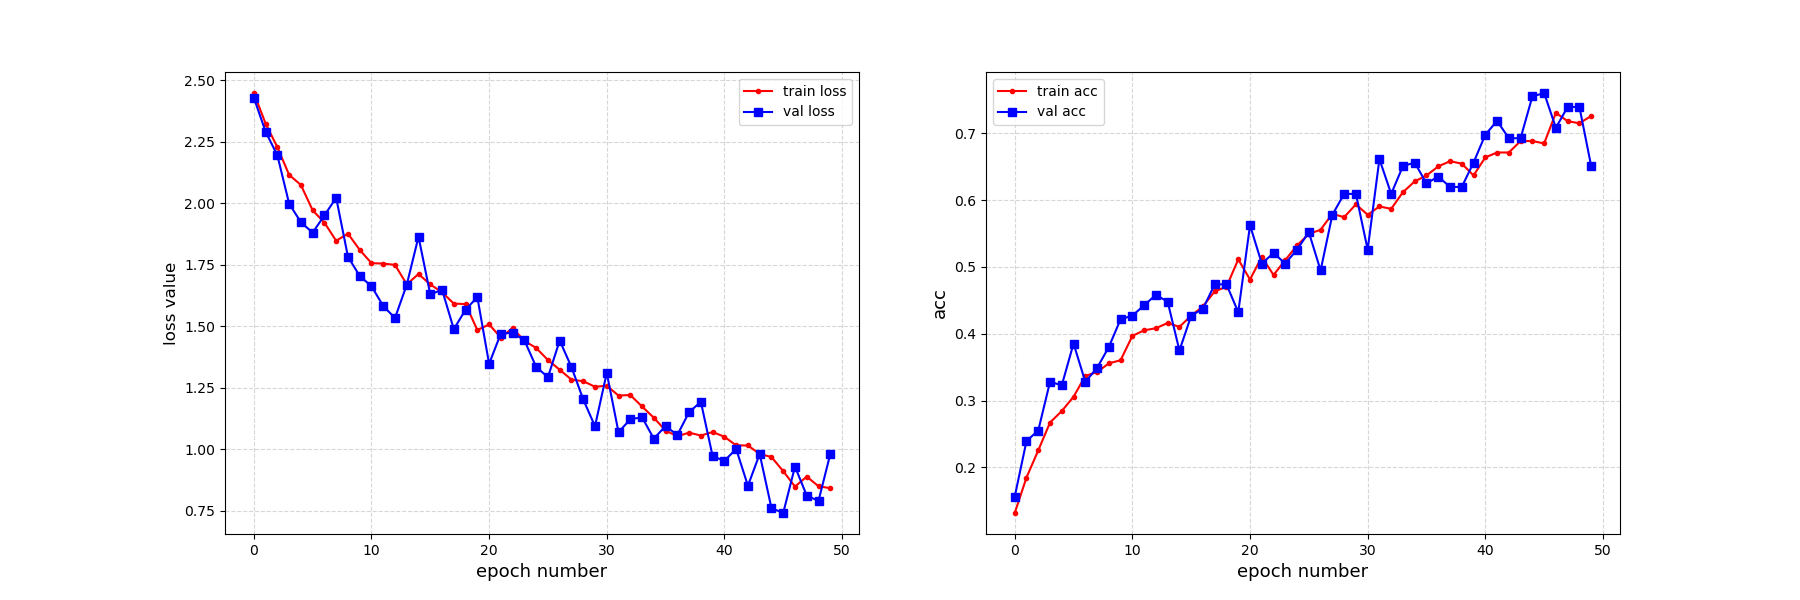 2.50
2.25
2.00
1.75
1.50
1.25
1.00
0.75
loss value
0 10 20 30 40 50
epoch number
train loss
val loss
0.7
0.6
0.5
0.4
0.3
0.2
acc
0 10 20 30 40 50
epoch number
train acc
val acc